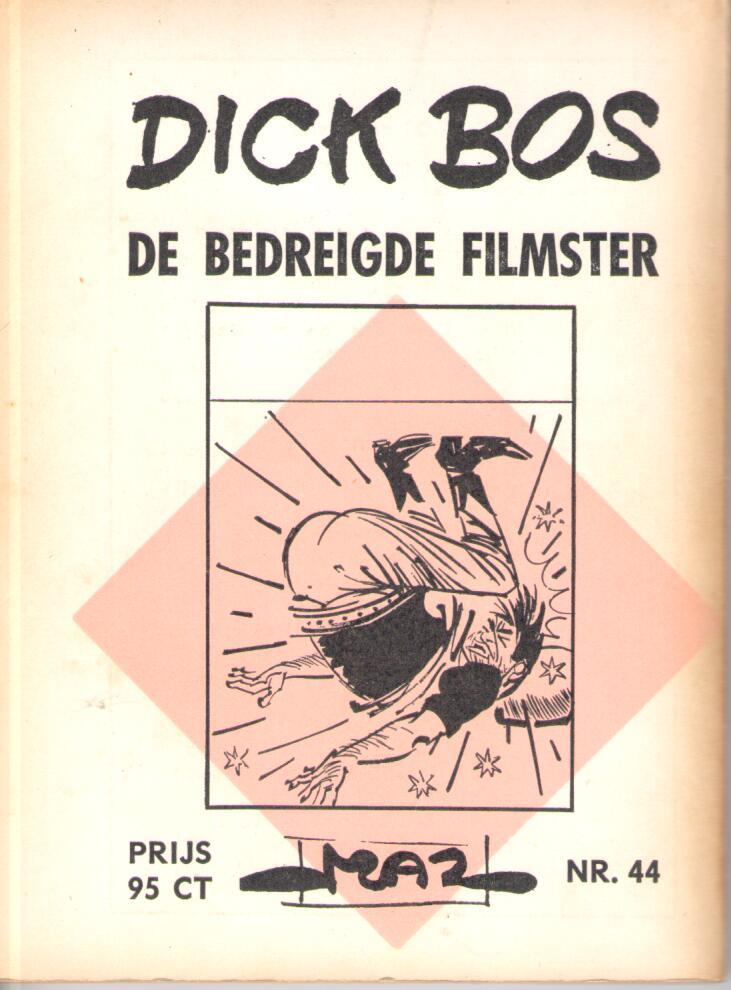 DICK BOS
DE BEDREIGDE FILMSTER
PRIJS
95 CT
MAZ
NR. 44